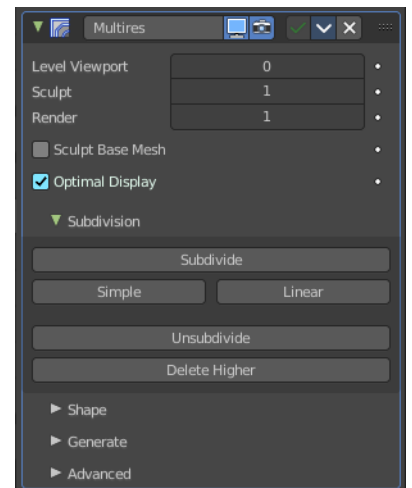 Multires
Level Viewport 0
Sculpt 1
Render 1
Sculpt Base Mesh
Optimal Display
Subdivision
Subdivide
Simple Linear
Unsubdivide
Delete Higher
Shape
Generate
Advanced